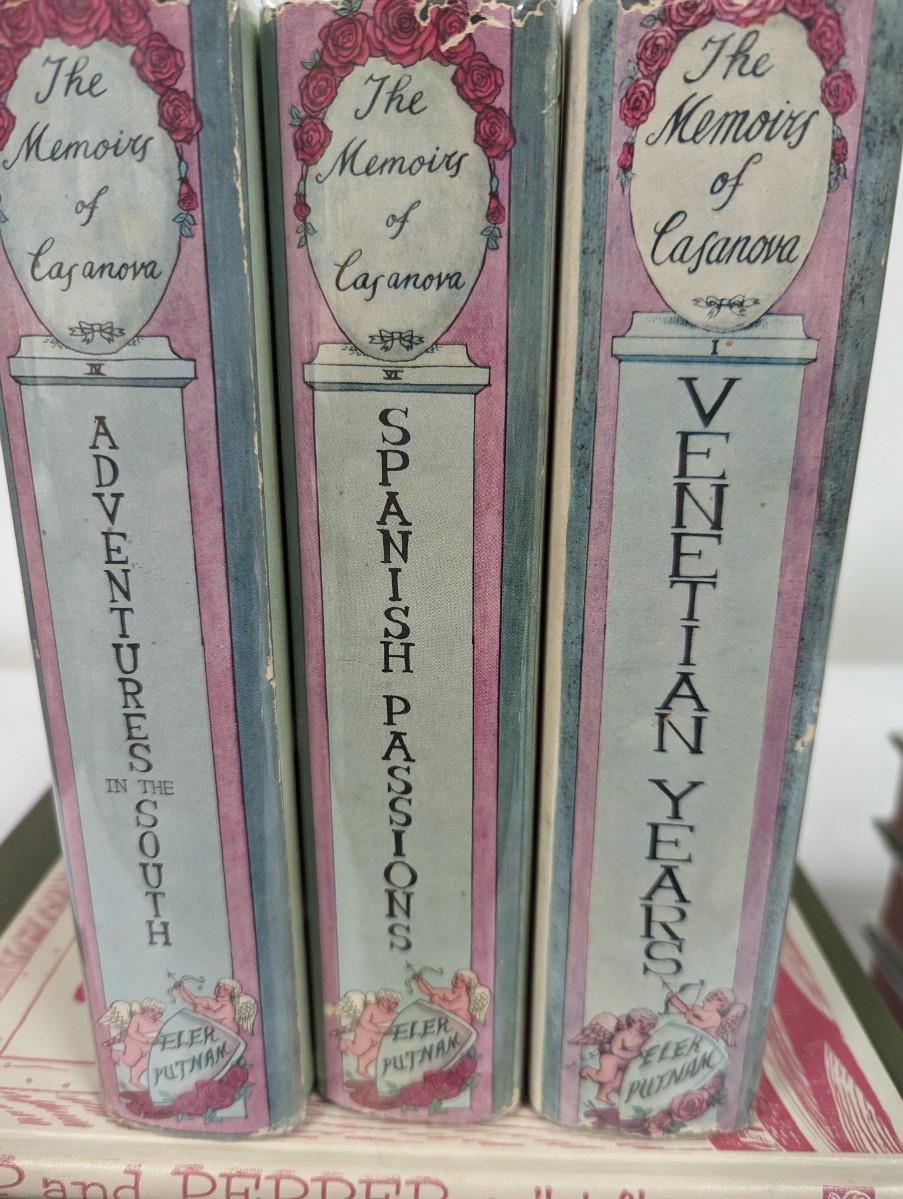 The
Memoirs
of
Casanova
IV
ADVENTURES
IN THE
SOUTH
ELEK
PUTNAM
The
Memoirs
of
Casanova
VI
SPANISH PASSIONS
ELEK
PUTNAM
The
Memoirs
of
Casanova
I
VENETIAN YEARS
ELEK
PUTNAM
and PEPPER